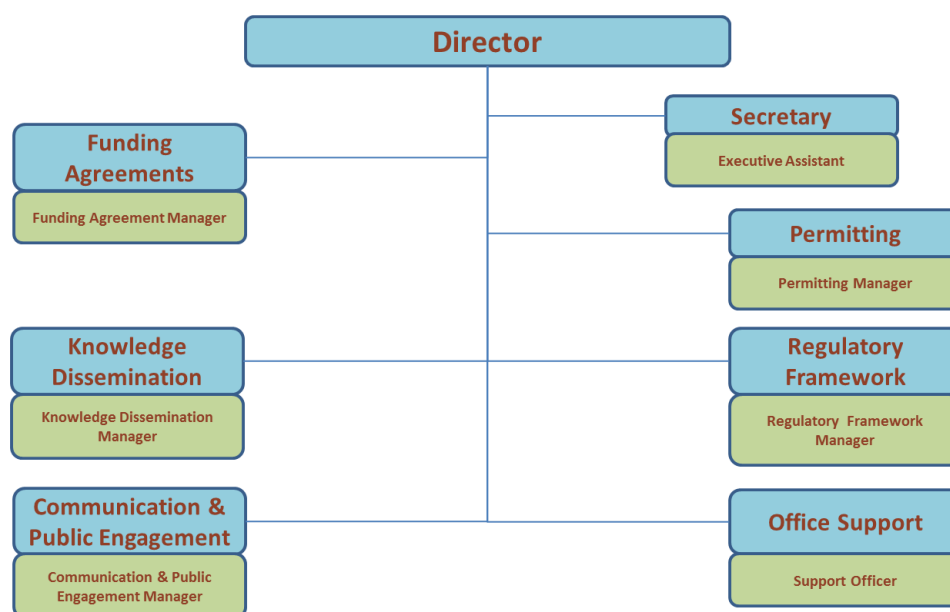 Director
Secretary
Executive Assistant
Funding
Agreements
Funding Agreement Manager
Permitting
Permitting Manager
Knowledge
Dissemination
Knowledge Dissemination
Manager
Regulatory
Framework
Regulatory Framework
Manager
Communication &
Public Engagement
Communication & Public
Engagement Manager
Office Support
Support Officer